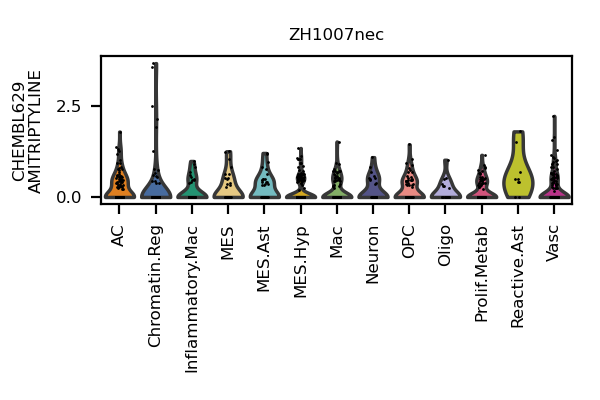 ZH1007nec
CHEMBL629
AMITRIPTYLINE
2.5
0.0
AC
Chromatin.Reg
Inflammatory.Mac
MES
MES.Ast
MES.Hyp
Mac
Neuron
OPC
Oligo
Prolif.Metab
Reactive.Ast
Vasc